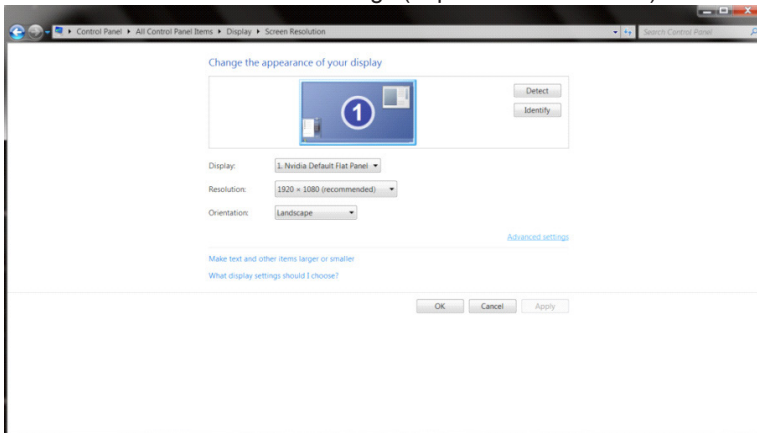 Control Panel ▸ All Control Panel Items ▸ Display ▸ Screen Resolution
Search Control Panel
Change the appearance of your display
1
Detect
Identify
Display: 1. Nvidia Default Flat Panel
Resolution: 1920 × 1080 (recommended)
Orientation: Landscape
Advanced settings
Make text and other items larger or smaller
What display settings should I choose?
OK Cancel Apply